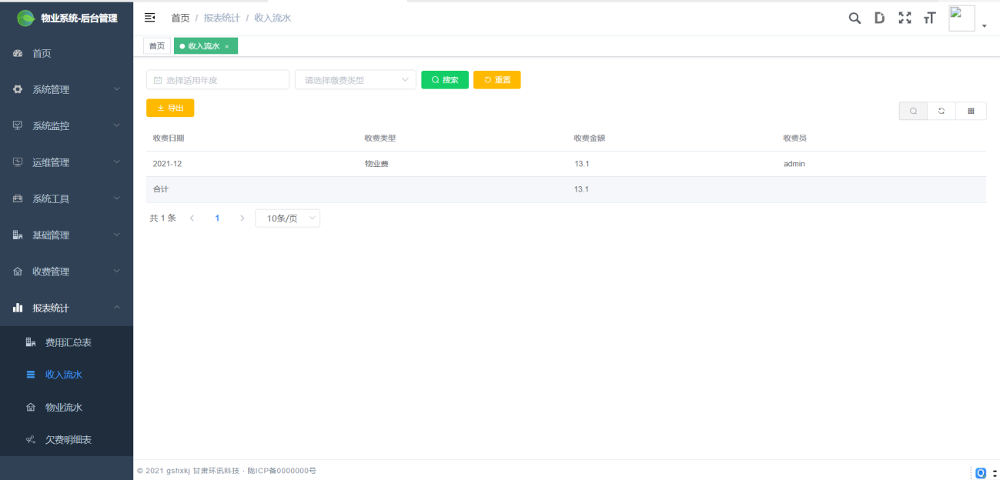 物业系统-后台管理
首页
系统管理
系统监控
运维管理
系统工具
基础管理
收费管理
报表统计
费用汇总表
收入流水
物业流水
欠费明细表
首页 / 报表统计 / 收入流水
首页 收入流水 ×
选择适用年度 请选择缴费类型 搜索 重置
导出
收费日期 收费类型 收费金额 收费员
2021-12 物业费 13.1 admin
合计 13.1
共 1 条 1 10条/页
© 2021 gshxkj 甘肃环讯科技 · 陇ICP备0000000号